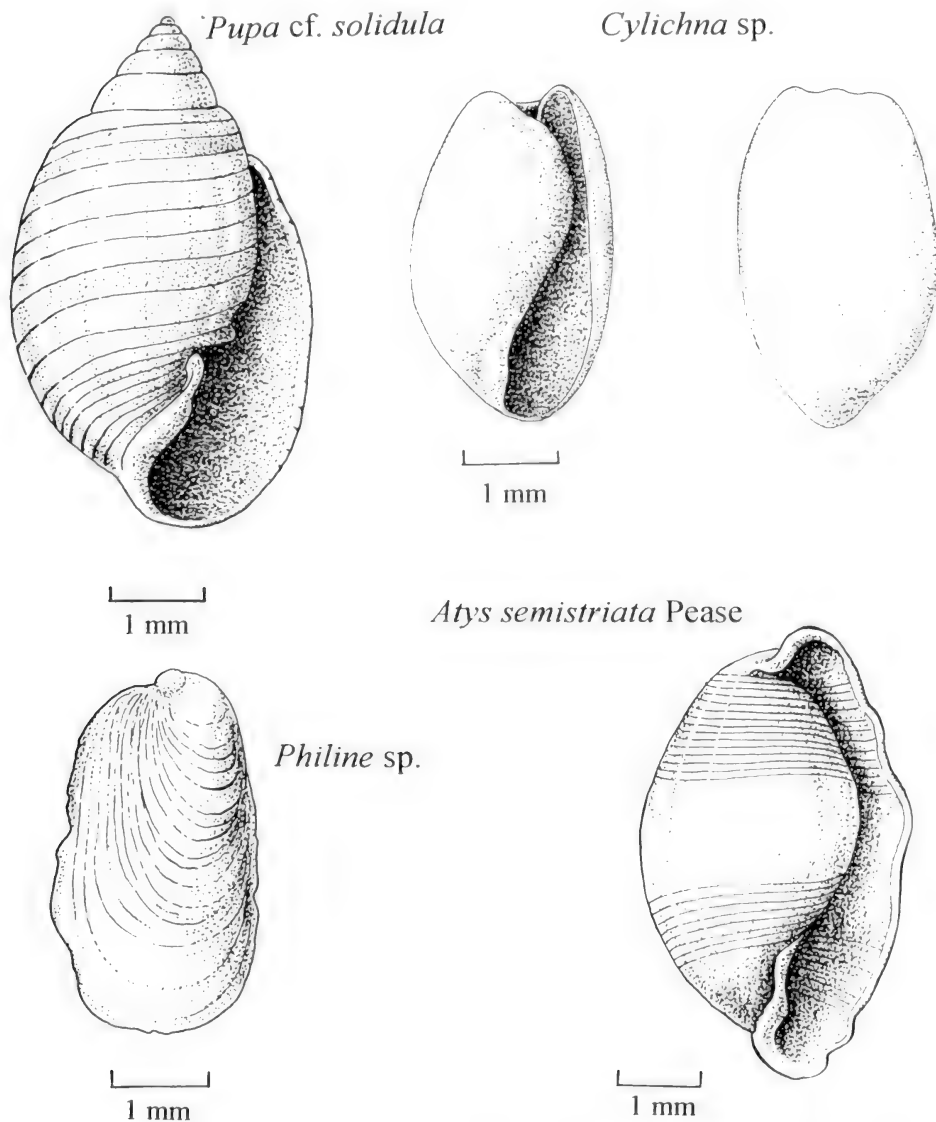 Pupa cf. solidula
Cylichna sp.
1 mm
1 mm
Atys semistriata Pease
Philine sp.
1 mm
1 mm